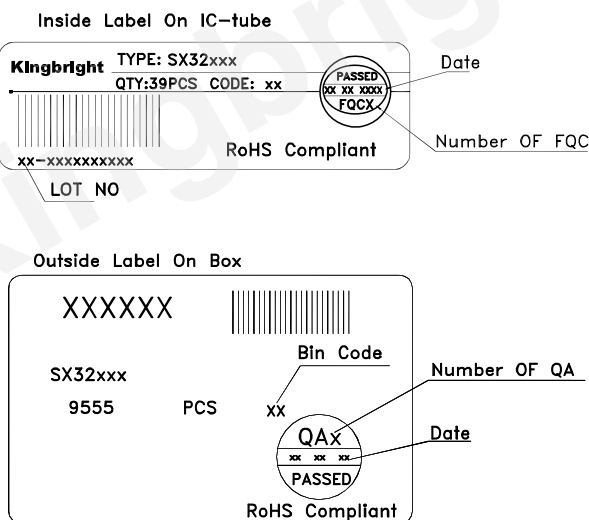 Inside Label On IC-tube
Kingbright TYPE: SX32xxx
QTY:39PCS CODE: xx
PASSED
xx xx xxxx
FQCX
Date
Number OF FQC
RoHS Compliant
xx-xxxxxxxxxx
LOT NO
Outside Label On Box
XXXXXX
Bin Code
SX32xxx
9555 PCS xx
Number OF QA
QAx
xx xx xx
Date
PASSED
RoHS Compliant
Kingbright